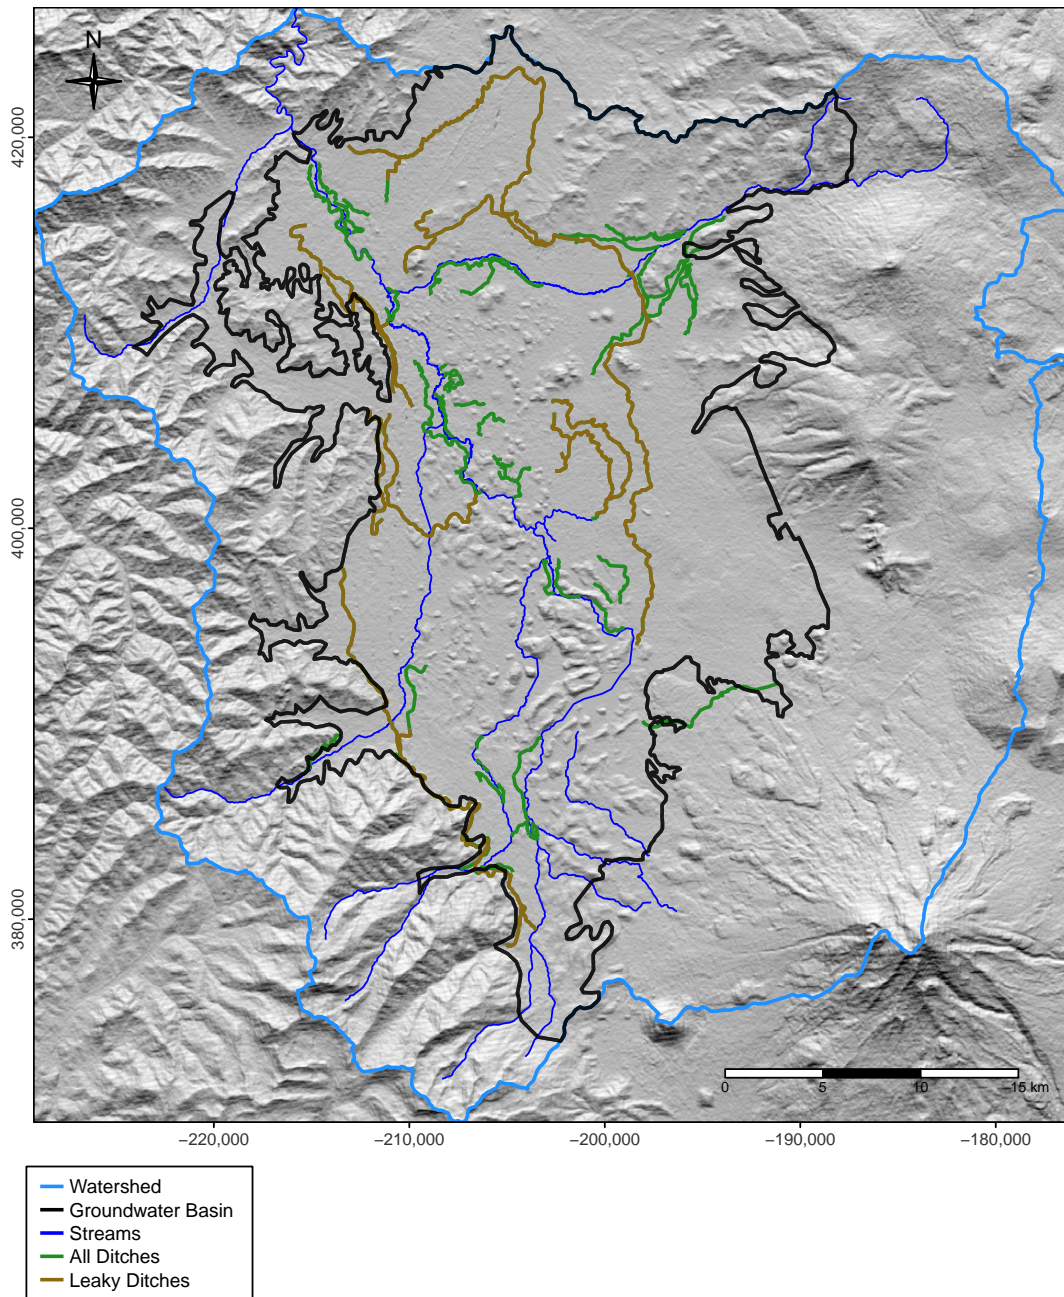 N
420,000
400,000
380,000
0
5
10
15 km
−220,000
−210,000
−200,000
−190,000
−180,000
Watershed
Groundwater Basin
Streams
All Ditches
Leaky Ditches